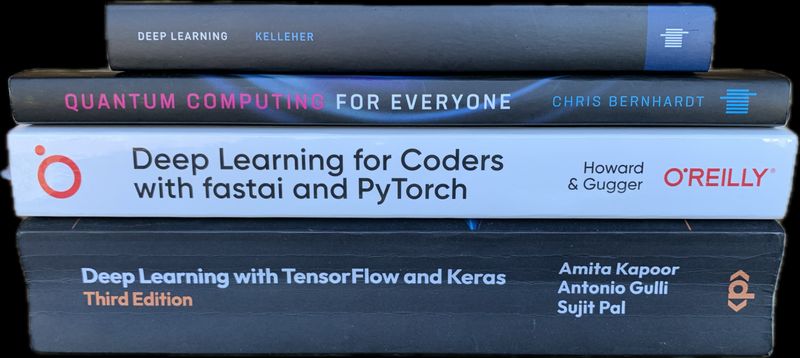 DEEP LEARNING KELLEHER
QUANTUM COMPUTING FOR EVERYONE CHRIS BERNHARDT
Deep Learning for Coders
with fastai and PyTorch
Howard
& Gugger
O'REILLY®
Deep Learning with TensorFlow and Keras
Third Edition
Amita Kapoor
Antonio Gulli
Sujit Pal
<p>